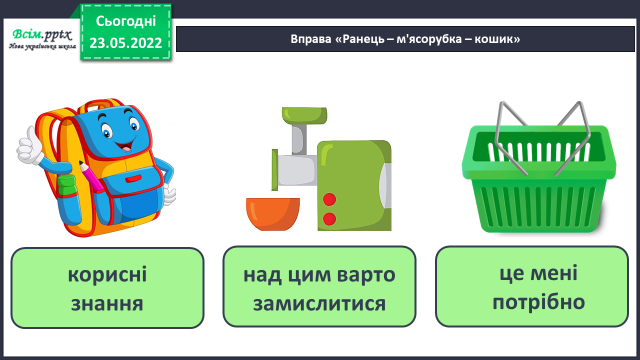 Всім.pptx
Нова українська школа
Сьогодні
23.05.2022
Вправа «Ранець – м'ясорубка – кошик»
корисні
знання
над цим варто
замислитися
це мені
потрібно